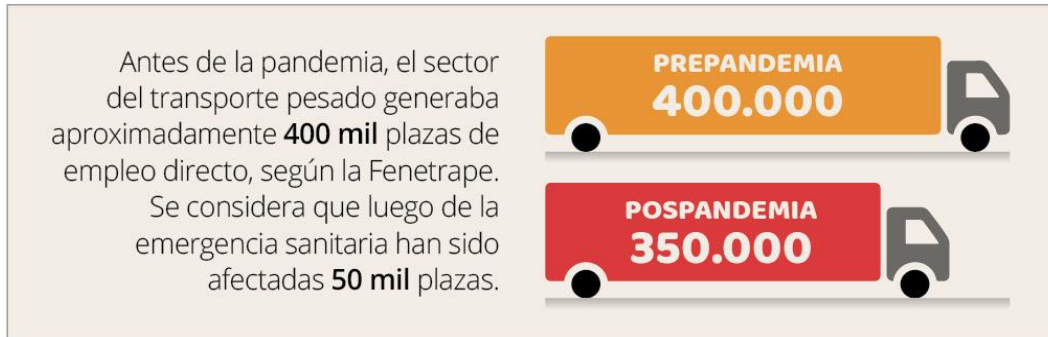 Antes de la pandemia, el sector
del transporte pesado generaba
aproximadamente 400 mil plazas de
empleo directo, según la Fenetrape.
Se considera que luego de la
emergencia sanitaria han sido
afectadas 50 mil plazas.
PREPANDEMIA
400.000
POSPANDEMIA
350.000